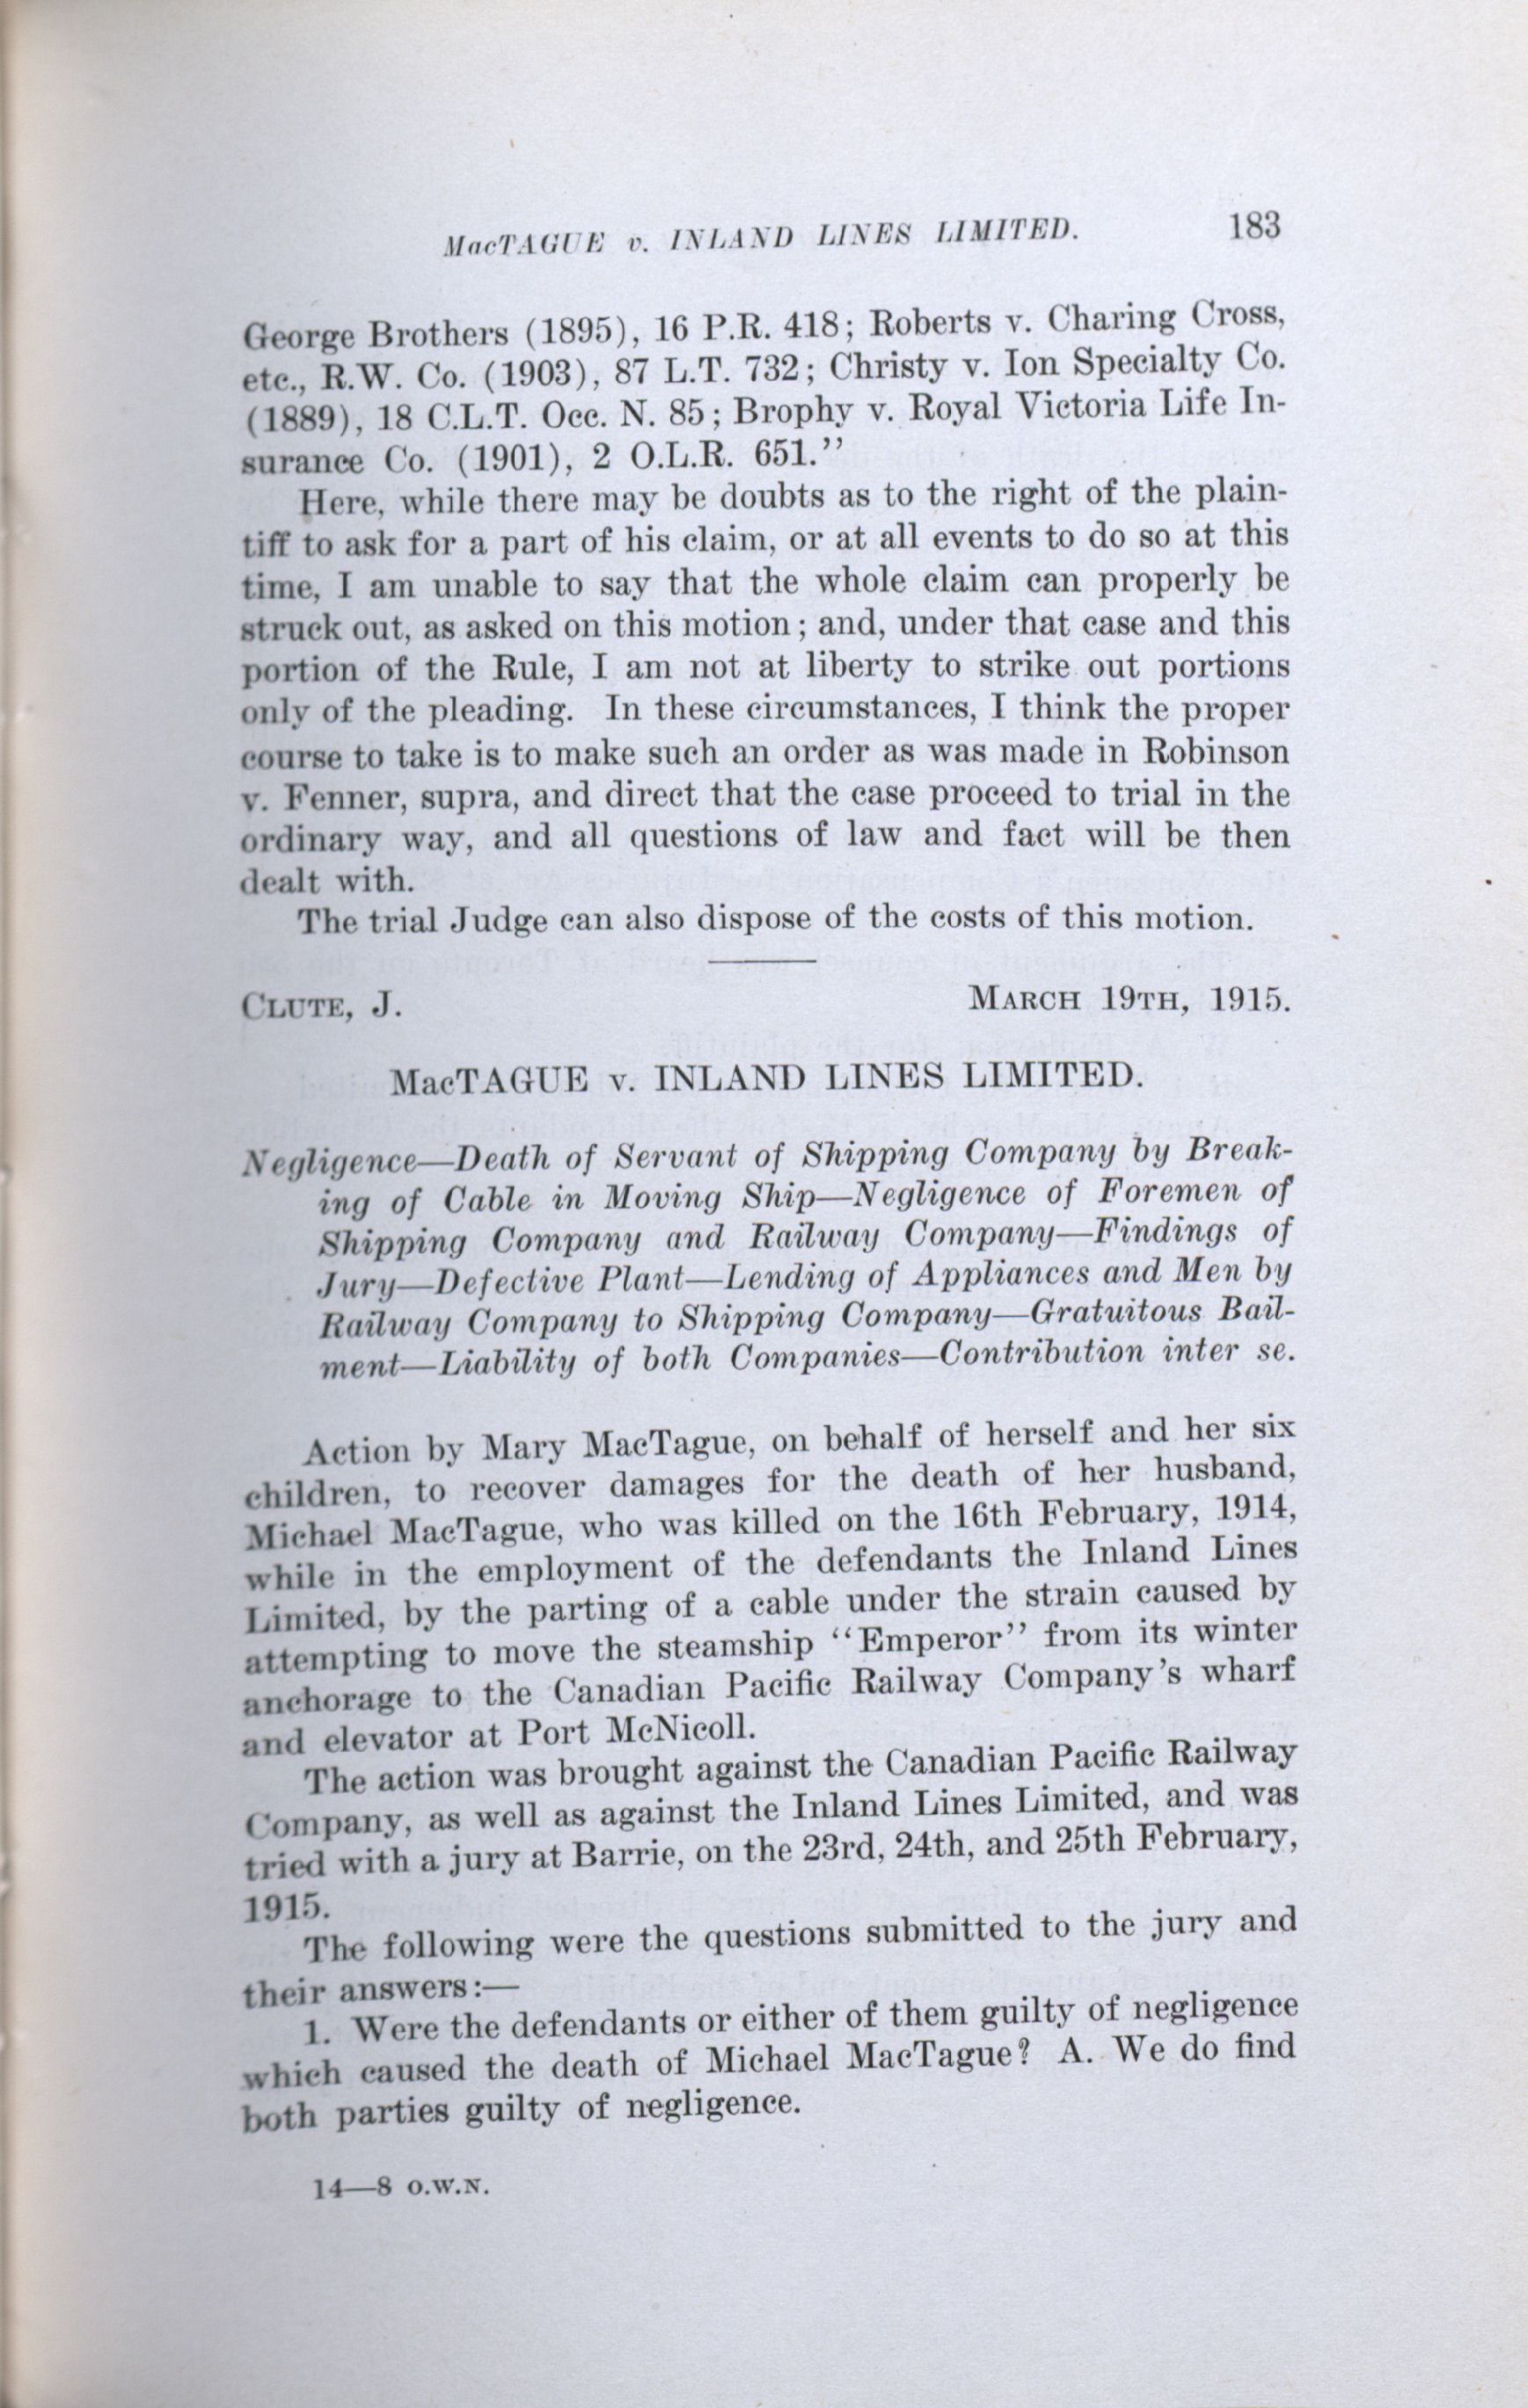 MacTAGUE v. INLAND LINES LIMITED. 183
George Brothers (1895), 16 P.R. 418; Roberts v. Charing Cross,
etc., R.W. Co. (1903), 87 L.T. 732; Christy v. Ion Specialty Co.
(1889), 18 C.L.T. Occ. N. 85; Brophy v. Royal Victoria Life In-
surance Co. (1901), 2 O.L.R. 651.''
Here, while there may be doubts as to the right of the plain-
tiff to ask for a part of his claim, or at all events to do so at this
time, I am unable to say that the whole claim can properly be
struck out, as asked on this motion; and, under that case and this
portion of the Rule, I am not at liberty to strike out portions
only of the pleading. In these circumstances, I think the proper
course to take is to make such an order as was made in Robinson
v. Fenner, supra, and direct that the case proceed to trial in the
ordinary way, and all questions of law and fact will be then
dealt with.
The trial Judge can also dispose of the costs of this motion.
CLUTE, J. MARCH 19TH, 1915.
MacTAGUE v. INLAND LINES LIMITED.
Negligence—Death of Servant of Shipping Company by Break-
ing of Cable in Moving Ship—Negligence of Foremen of
Shipping Company and Railway Company—Findings of
Jury—Defective Plant—Lending of Appliances and Men by
Railway Company to Shipping Company—Gratuitous Bail-
ment—Liability of both Companies—Contribution inter se.
Action by Mary MacTague, on behalf of herself and her six
children, to recover damages for the death of her husband,
Michael MacTague, who was killed on the 16th February, 1914,
while in the employment of the defendants the Inland Lines
Limited, by the parting of a cable under the strain caused by
attempting to move the steamship ''Emperor'' from its winter
anchorage to the Canadian Pacific Railway Company's wharf
and elevator at Port McNicoll.
The action was brought against the Canadian Pacific Railway
Company, as well as against the Inland Lines Limited, and was
tried with a jury at Barrie, on the 23rd, 24th, and 25th February,
1915.
The following were the questions submitted to the jury and
their answers:—
1. Were the defendants or either of them guilty of negligence
which caused the death of Michael MacTague? A. We do find
both parties guilty of negligence.
14—8 O.W.N.